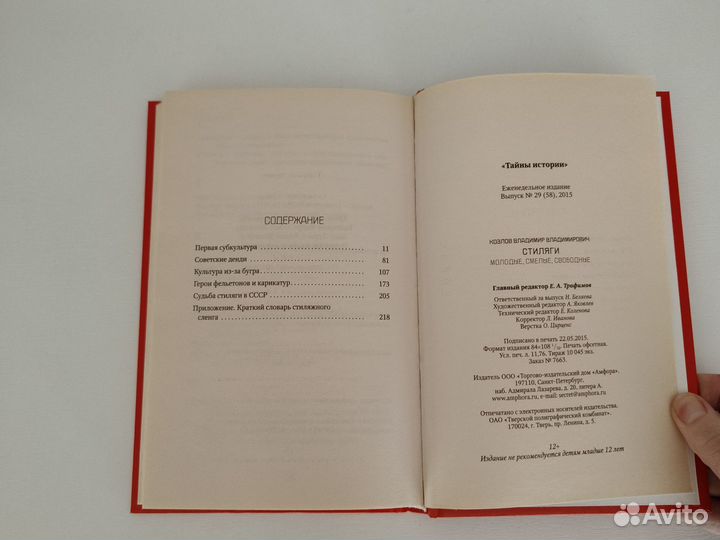 СОДЕРЖАНИЕ
Первая субкультура . . . . . . . . . . . . . . . . . . . . . . . . . 11
Советские денди . . . . . . . . . . . . . . . . . . . . . . . . . . . 81
Культура из-за бугра . . . . . . . . . . . . . . . . . . . . . . . . 107
Герои фельетонов и карикатур . . . . . . . . . . . . . . . . . 173
Судьба стиляги в СССР . . . . . . . . . . . . . . . . . . . . . . 205
Приложение. Краткий словарь стиляжного
сленга . . . . . . . . . . . . . . . . . . . . . . . . . . . . . . . . 218
«Тайны истории»
Еженедельное издание
Выпуск № 29 (58), 2015
КОЗЛОВ ВЛАДИМИР ВЛАДИМИРОВИЧ
СТИЛЯГИ
МОЛОДЫЕ, СМЕЛЫЕ, СВОБОДНЫЕ
Главный редактор Е. А. Трофимов
Ответственный за выпуск Н. Беляева
Художественный редактор А. Яковлев
Технический редактор Е. Каленова
Корректор Л. Иванова
Верстка О. Царцис
Подписано в печать 22.05.2015.
Формат издания 84×108 1/32. Печать офсетная.
Усл. печ. л. 11,76. Тираж 10 045 экз.
Заказ № 7663.
Издатель ООО «Торгово-издательский дом «Амфора».
197110, Санкт-Петербург,
наб. Адмирала Лазарева, д. 20, литера А.
www.amphora.ru, e-mail: secret@amphora.ru
Отпечатано с электронных носителей издательства.
ОАО «Тверской полиграфический комбинат».
170024, г. Тверь, пр. Ленина, д. 5.
12+
Издание не рекомендуется детям младше 12 лет
Avito